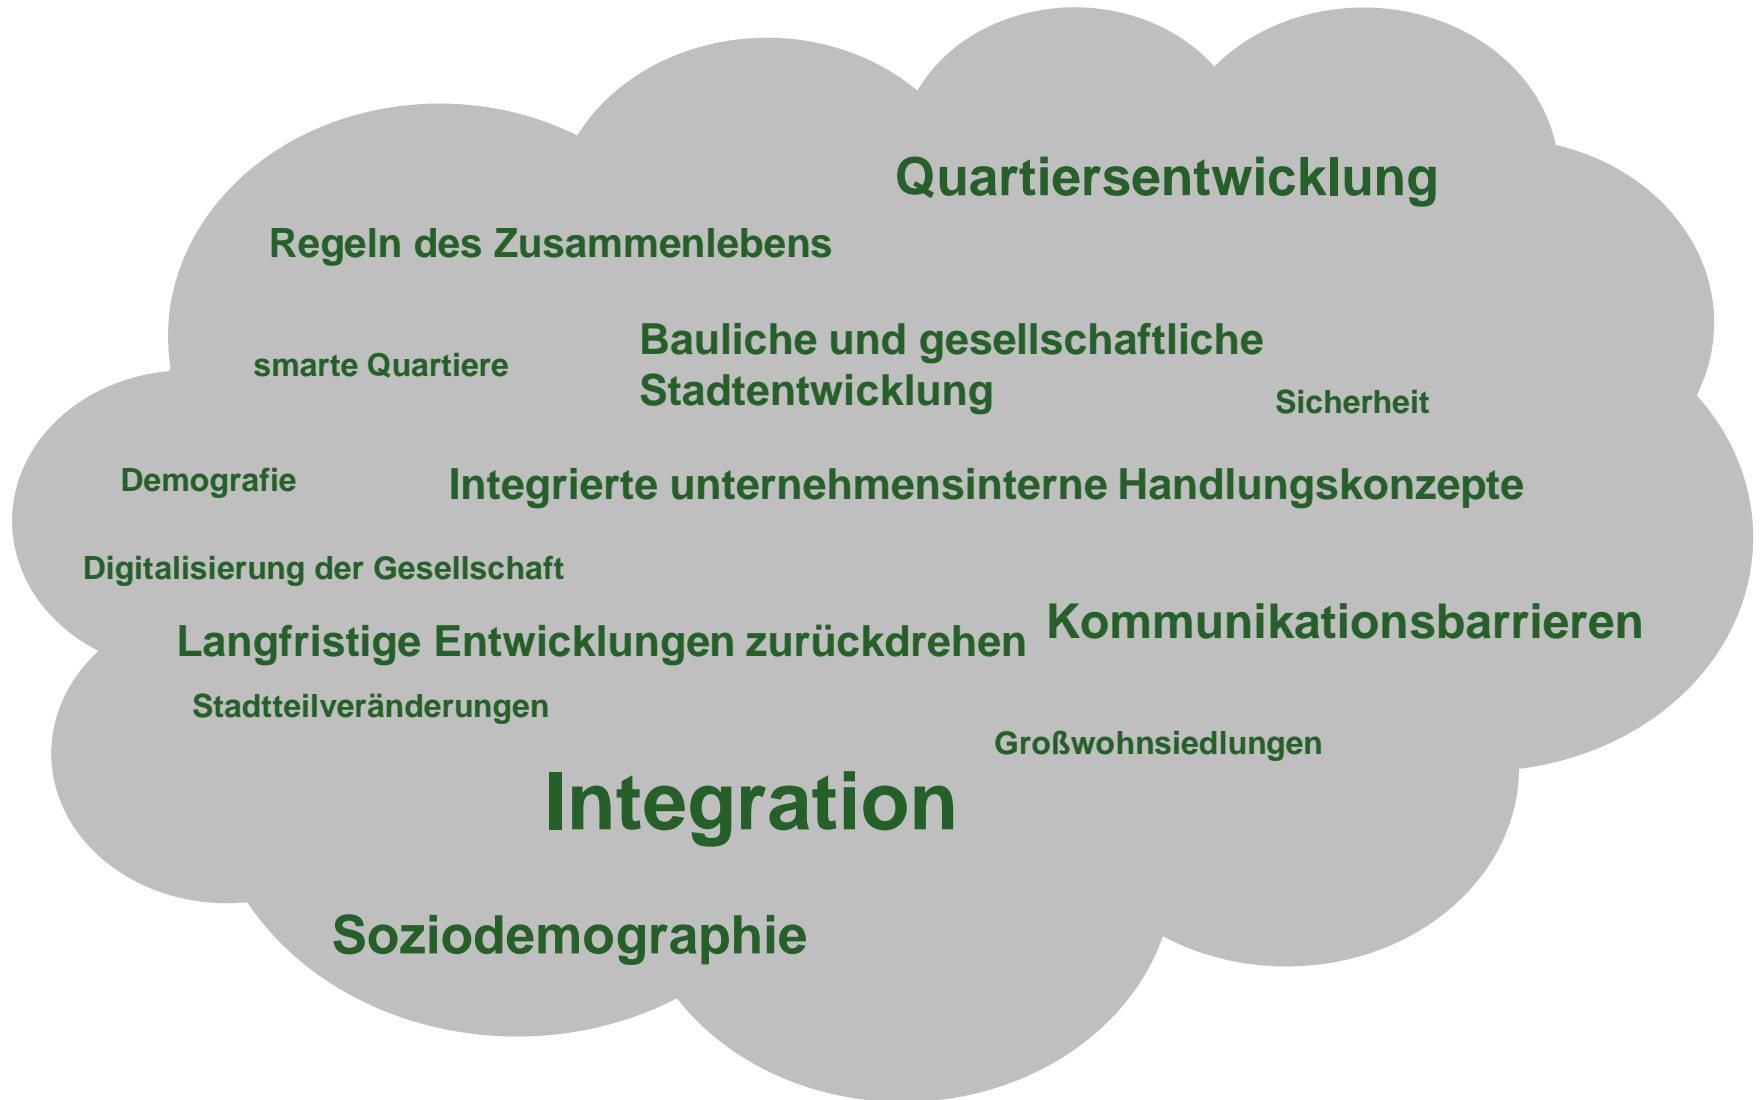 Quartiersentwicklung
Regeln des Zusammenlebens
Bauliche und gesellschaftliche
Stadtentwicklung
smarte Quartiere
Sicherheit
Demografie
Integrierte unternehmensinterne Handlungskonzepte
Digitalisierung der Gesellschaft
Kommunikationsbarrieren
Langfristige Entwicklungen zurückdrehen
Stadtteilveränderungen
Großwohnsiedlungen
Integration
Soziodemographie